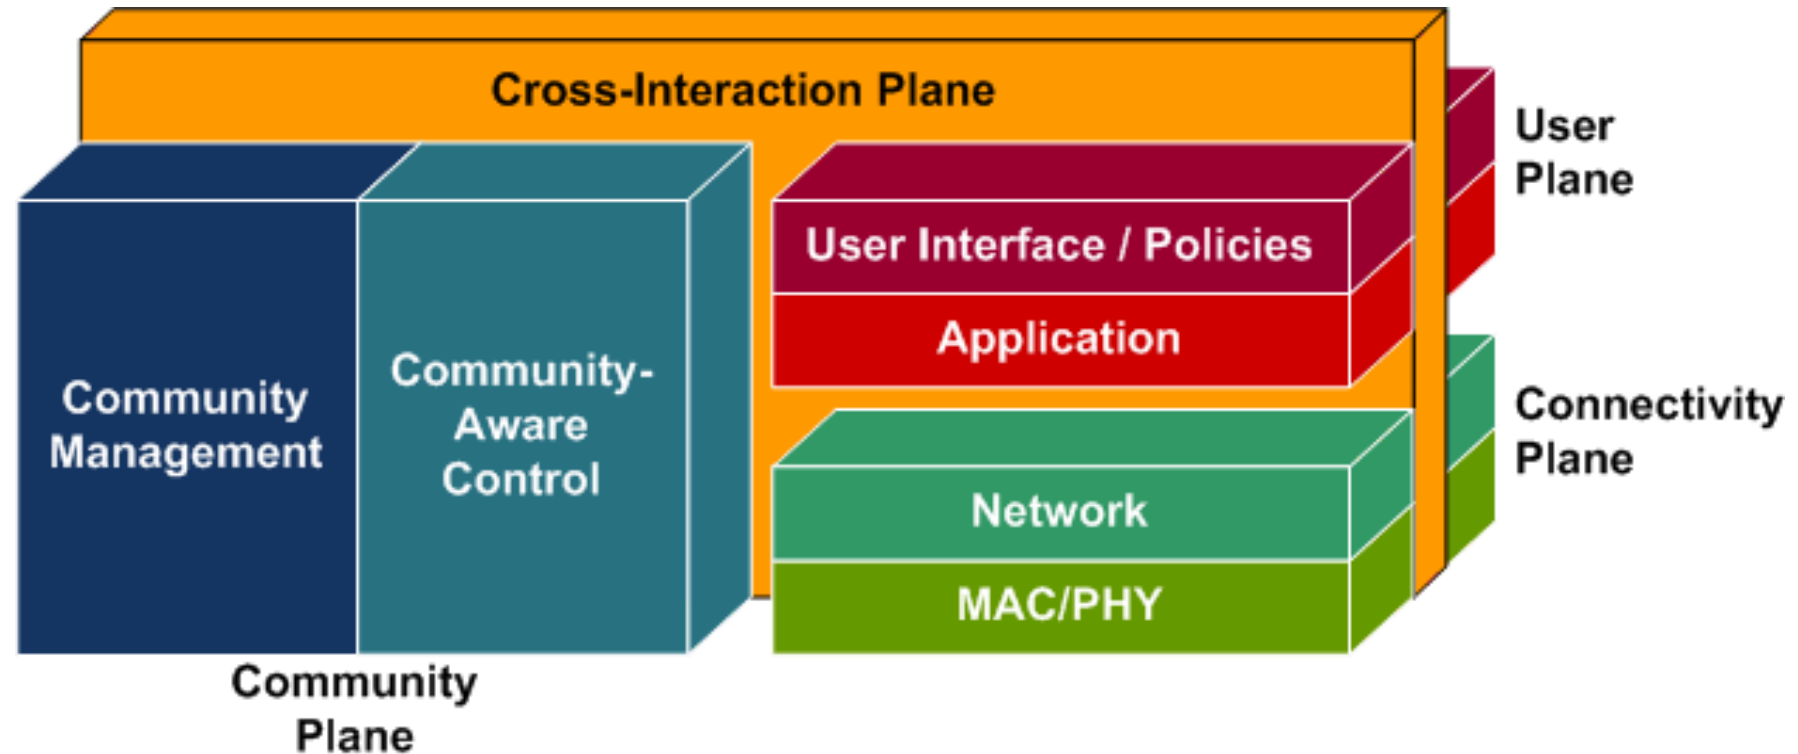 Cross-Interaction Plane
User
Plane
User Interface / Policies
Application
Community
Management
Community-
Aware
Control
Connectivity
Plane
Network
MAC/PHY
Community
Plane